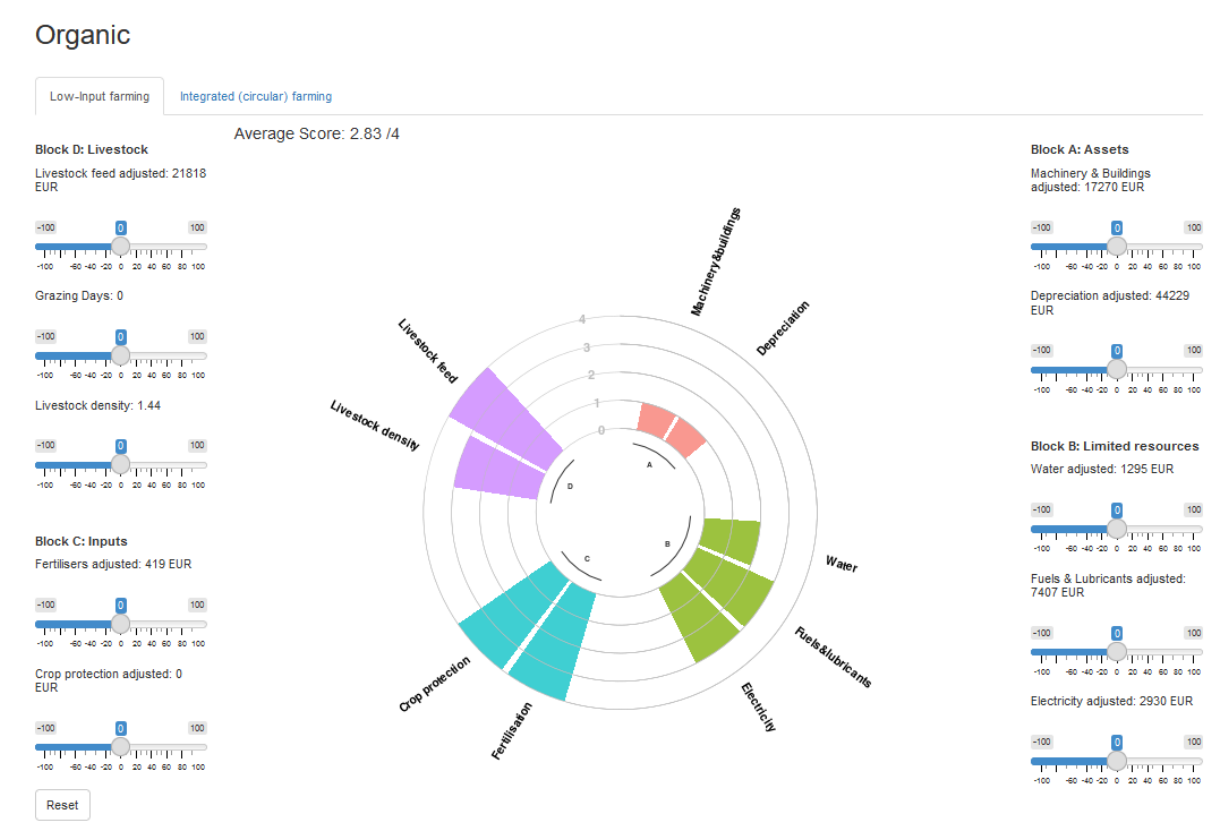 Organic
Low-Input farming
Integrated (circular) farming
Average Score: 2.83 /4
Block D: Livestock
Livestock feed adjusted: 21818
EUR
-100 0 100
-100 -60 -40 -20 0 20 40 60 80 100
Grazing Days: 0
-100 0 100
-100 -60 -40 -20 0 20 40 60 80 100
Livestock density: 1.44
-100 0 100
-100 -60 -40 -20 0 20 40 60 80 100
Block C: Inputs
Fertilisers adjusted: 419 EUR
-100 0 100
-100 -60 -40 -20 0 20 40 60 80 100
Crop protection adjusted: 0
EUR
-100 0 100
-100 -60 -40 -20 0 20 40 60 80 100
Reset
Machinery&buildings
Depreciation
Water
Fuels&lubricants
Electricity
Fertilisation
Crop protection
Livestock density
Livestock feed
4
3
2
1
0
A
B
C
D
Block A: Assets
Machinery & Buildings
adjusted: 17270 EUR
-100 0 100
-100 -60 -40 -20 0 20 40 60 80 100
Depreciation adjusted: 44229
EUR
-100 0 100
-100 -60 -40 -20 0 20 40 60 80 100
Block B: Limited resources
Water adjusted: 1295 EUR
-100 0 100
-100 -60 -40 -20 0 20 40 60 80 100
Fuels & Lubricants adjusted:
7407 EUR
-100 0 100
-100 -60 -40 -20 0 20 40 60 80 100
Electricity adjusted: 2930 EUR
-100 0 100
-100 -60 -40 -20 0 20 40 60 80 100